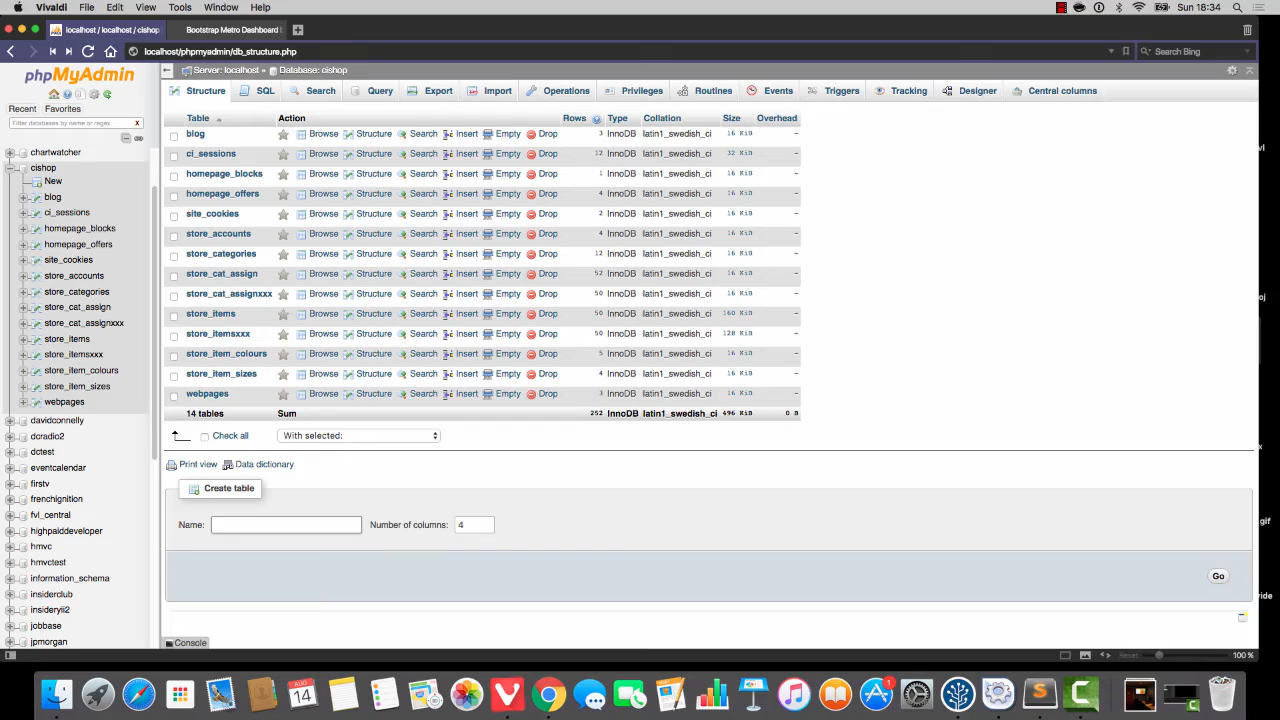 Vivaldi File Edit View Tools Window Help Sun 18:34
localhost / localhost / cishop Bootstrap Metro Dashboard
localhost/phpmyadmin/db_structure.php Search Bing
phpMyAdmin
Server: localhost » Database: cishop
Structure SQL Search Query Export Import Operations Privileges Routines Events Triggers Tracking Designer Central columns
Recent Favorites
Filter databases by name or regex X
chartwatcher
cishop
New
blog
ci_sessions
homepage_blocks
homepage_offers
site_cookies
store_accounts
store_categories
store_cat_assign
store_cat_assignxxx
store_items
store_itemsxxx
store_item_colours
store_item_sizes
webpages
davidconnelly
dcradio2
dctest
eventcalendar
firstv
frenchignition
fvl_central
highpaiddeveloper
hmvc
hmvctest
information_schema
insiderclub
insideryii2
jobbase
jpmorgan
Table Action Rows Type Collation Size Overhead
blog Browse Structure Search Insert Empty Drop 3 InnoDB latin1_swedish_ci 16 KiB -
ci_sessions Browse Structure Search Insert Empty Drop 12 InnoDB latin1_swedish_ci 32 KiB -
homepage_blocks Browse Structure Search Insert Empty Drop 1 InnoDB latin1_swedish_ci 16 KiB -
homepage_offers Browse Structure Search Insert Empty Drop 4 InnoDB latin1_swedish_ci 16 KiB -
site_cookies Browse Structure Search Insert Empty Drop 2 InnoDB latin1_swedish_ci 16 KiB -
store_accounts Browse Structure Search Insert Empty Drop 4 InnoDB latin1_swedish_ci 16 KiB -
store_categories Browse Structure Search Insert Empty Drop 12 InnoDB latin1_swedish_ci 16 KiB -
store_cat_assign Browse Structure Search Insert Empty Drop 52 InnoDB latin1_swedish_ci 16 KiB -
store_cat_assignxxx Browse Structure Search Insert Empty Drop 50 InnoDB latin1_swedish_ci 16 KiB -
store_items Browse Structure Search Insert Empty Drop 50 InnoDB latin1_swedish_ci 160 KiB -
store_itemsxxx Browse Structure Search Insert Empty Drop 50 InnoDB latin1_swedish_ci 128 KiB -
store_item_colours Browse Structure Search Insert Empty Drop 5 InnoDB latin1_swedish_ci 16 KiB -
store_item_sizes Browse Structure Search Insert Empty Drop 4 InnoDB latin1_swedish_ci 16 KiB -
webpages Browse Structure Search Insert Empty Drop 3 InnoDB latin1_swedish_ci 16 KiB -
14 tables Sum 252 InnoDB latin1_swedish_ci 496 KiB 0 B
Check all With selected:
Print view Data dictionary
Create table
Name: Number of columns: 4
Go
Console
Reset 100 %
AUG
14
1